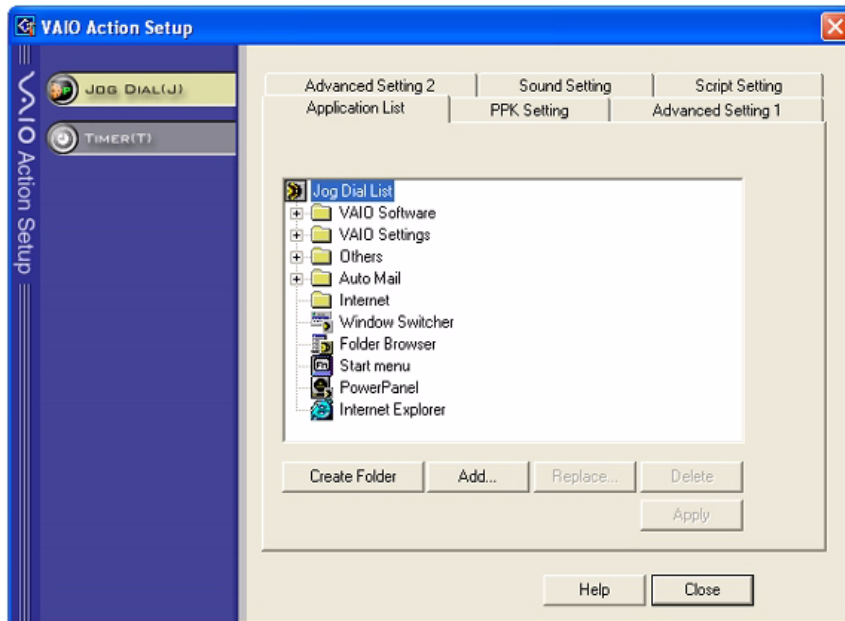 VAIO Action Setup
JOG DIAL(J)
TIMER(T)
VAIO Action Setup
Advanced Setting 2
Sound Setting
Script Setting
Application List
PPK Setting
Advanced Setting 1
Jog Dial List
VAIO Software
VAIO Settings
Others
Auto Mail
Internet
Window Switcher
Folder Browser
Start menu
PowerPanel
Internet Explorer
Create Folder
Add...
Replace...
Delete
Apply
Help
Close